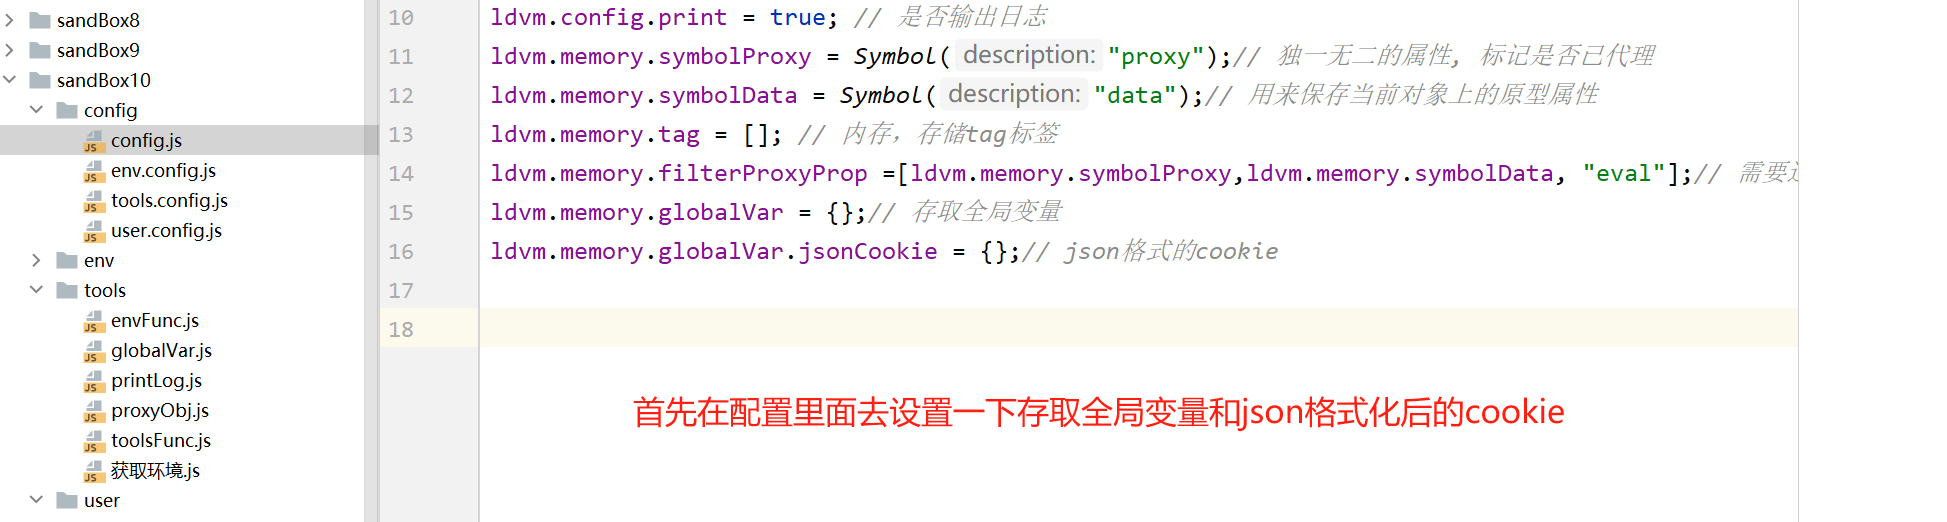 sandBox8
sandBox9
sandBox10
config
config.js
env.config.js
tools.config.js
user.config.js
env
tools
envFunc.js
globalVar.js
printLog.js
proxyObj.js
toolsFunc.js
获取环境.js
user
10 ldvm.config.print = true; // 是否输出日志
11 ldvm.memory.symbolProxy = Symbol( description: "proxy");// 独一无二的属性, 标记是否已代理
12 ldvm.memory.symbolData = Symbol( description: "data");// 用来保存当前对象上的原型属性
13 ldvm.memory.tag = []; // 内存，存储tag标签
14 ldvm.memory.filterProxyProp =[ldvm.memory.symbolProxy,ldvm.memory.symbolData, "eval"];// 需要
15 ldvm.memory.globalVar = {};// 存取全局变量
16 ldvm.memory.globalVar.jsonCookie = {};// json格式的cookie
17
18
首先在配置里面去设置一下存取全局变量和json格式化后的cookie